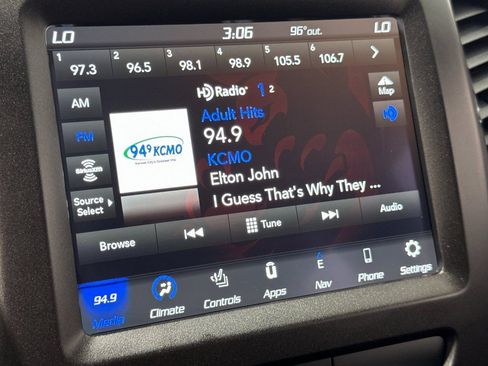 LO 3:06 96°out. LO
1 2 3 4 5 6
97.3 96.5 98.1 98.9 105.5 106.7
AM
HD Radio 1 2
Map
Adult Hits
FM
94.9
94.9 KCMO
KCMO
SiriusXM
Elton John
Source
Select
I Guess That's Why They ...
Browse
Tune
Audio
94.9
E
Media
Climate
Controls
Apps
Nav
Phone
Settings